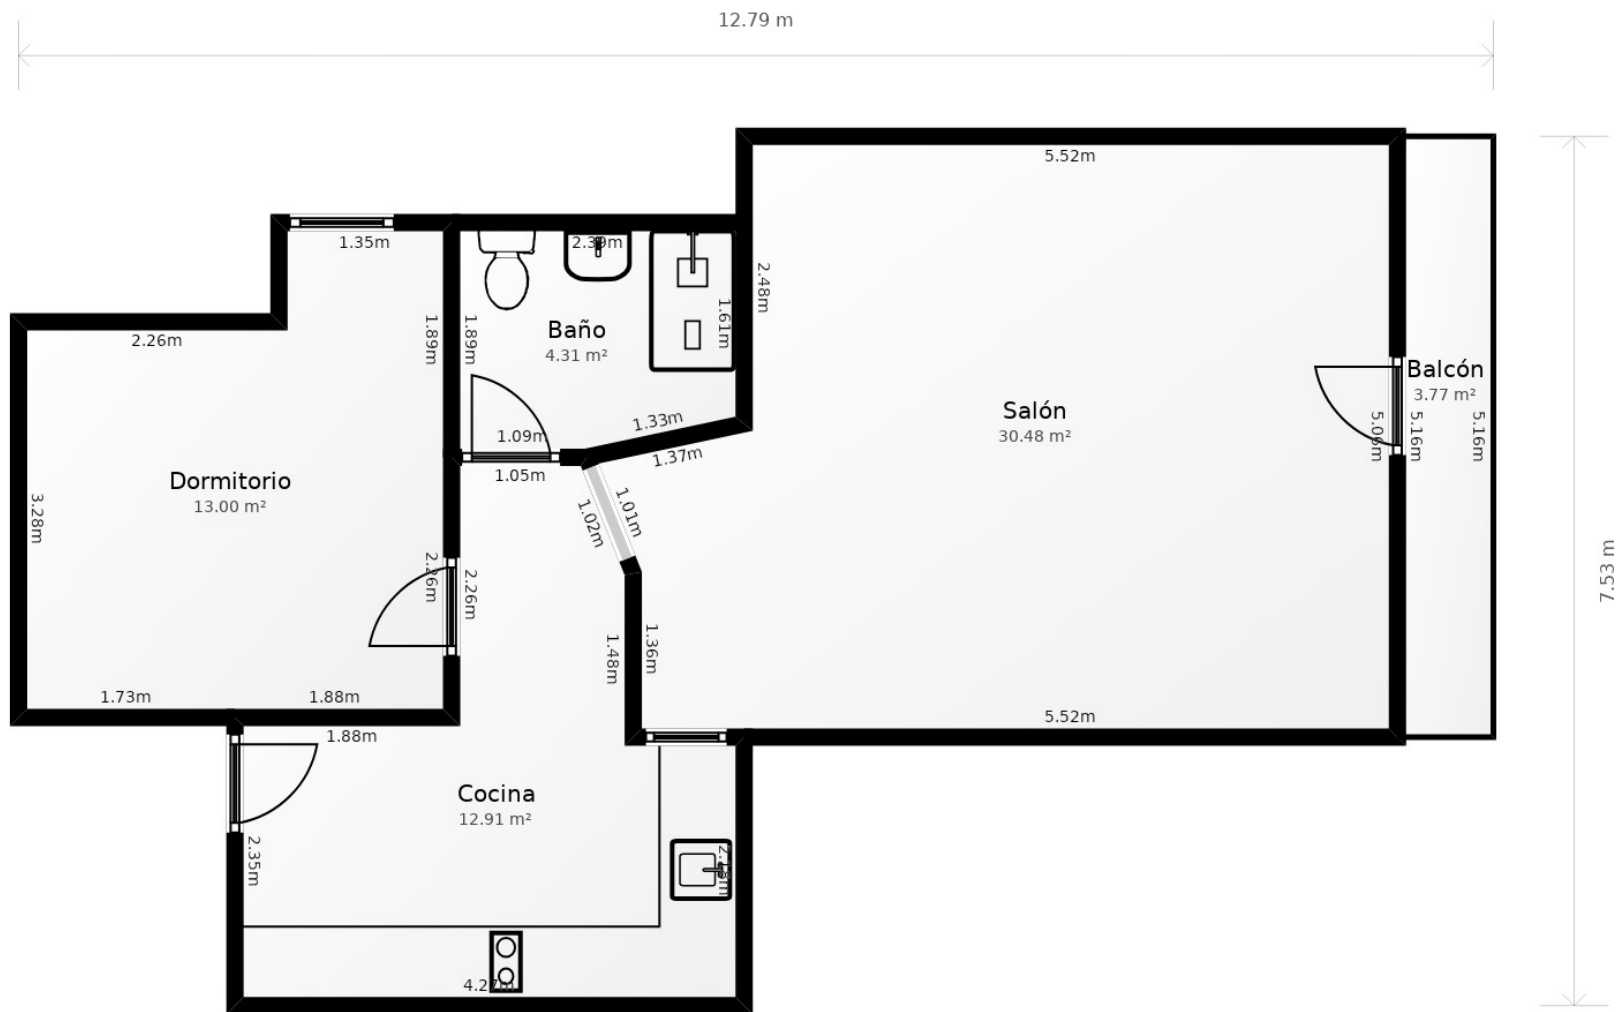 12.79 m
5.52m
1.35m
2.39m
2.48m
1.61m
1.89m
1.89m
Baño
4.31 m²
2.26m
Balcón
3.77 m²
Salón
30.48 m²
5.06m
5.16m
5.16m
1.33m
1.09m
1.37m
1.05m
Dormitorio
13.00 m²
3.28m
1.01m
1.02m
2.26m
2.26m
7.53 m
1.36m
1.48m
1.73m
1.88m
5.52m
1.88m
Cocina
12.91 m²
2.35m
4.27m